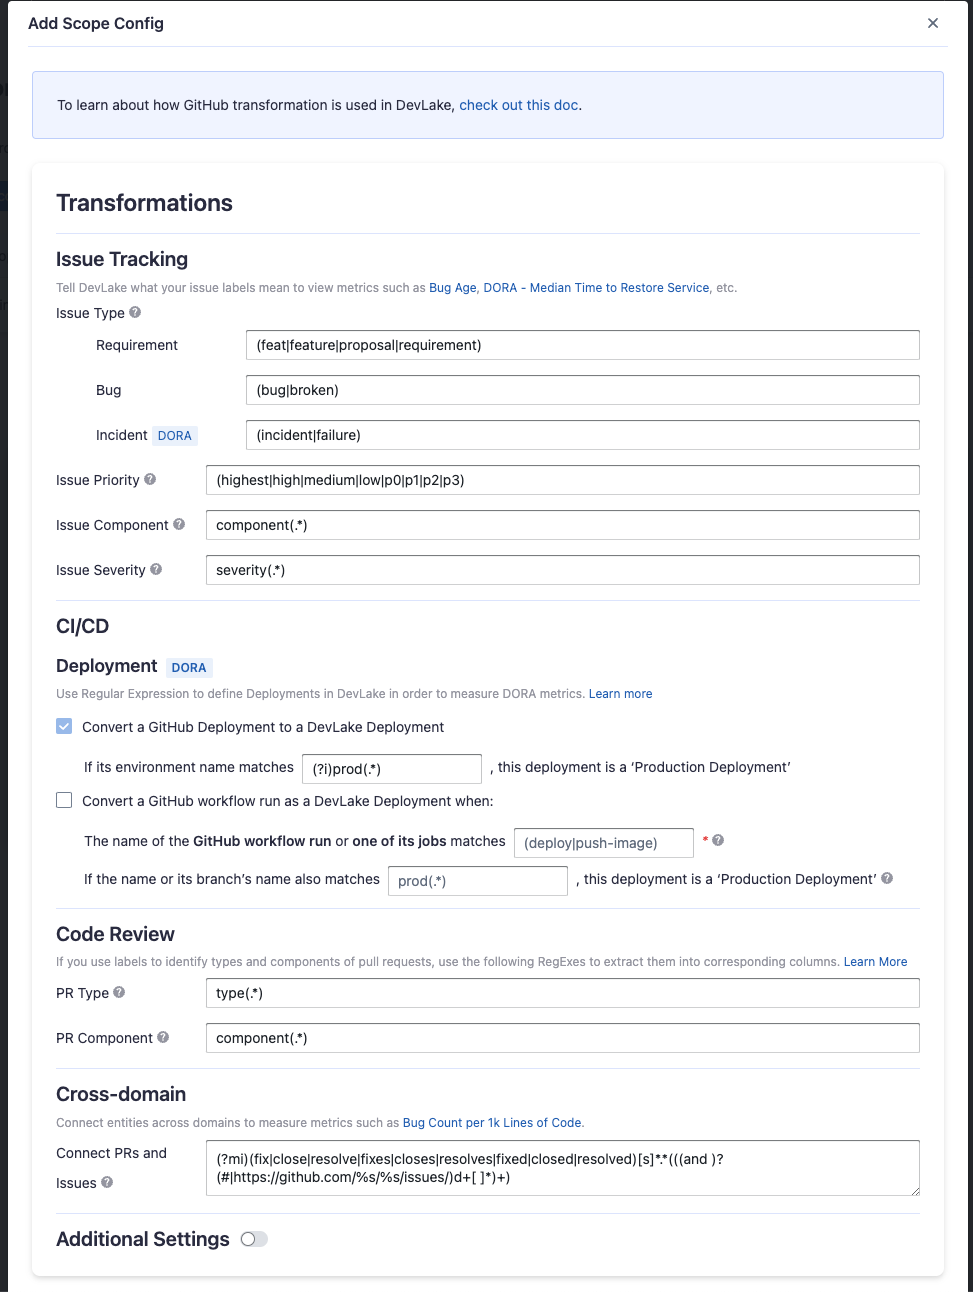 Add Scope Config
To learn about how GitHub transformation is used in DevLake, check out this doc.
Transformations
Issue Tracking
Tell DevLake what your issue labels mean to view metrics such as Bug Age, DORA - Median Time to Restore Service, etc.
Issue Type
Requirement (feat|feature|proposal|requirement)
Bug (bug|broken)
Incident DORA (incident|failure)
Issue Priority (highest|high|medium|low|p0|p1|p2|p3)
Issue Component component(.*)
Issue Severity severity(.*)
CI/CD
Deployment DORA
Use Regular Expression to define Deployments in DevLake in order to measure DORA metrics. Learn more
Convert a GitHub Deployment to a DevLake Deployment
If its environment name matches (?i)prod(.*) , this deployment is a ‘Production Deployment’
Convert a GitHub workflow run as a DevLake Deployment when:
The name of the GitHub workflow run or one of its jobs matches (deploy|push-image) *
If the name or its branch’s name also matches prod(.*) , this deployment is a ‘Production Deployment’
Code Review
If you use labels to identify types and components of pull requests, use the following RegExes to extract them into corresponding columns. Learn More
PR Type type(.*)
PR Component component(.*)
Cross-domain
Connect entities across domains to measure metrics such as Bug Count per 1k Lines of Code.
Connect PRs and Issues
(?mi)(fix|close|resolve|fixes|closes|resolves|fixed|closed|resolved)[s]*.*(((and )?
(#|https://github.com/%s/%s/issues/)d+[ ]*)+)
Additional Settings